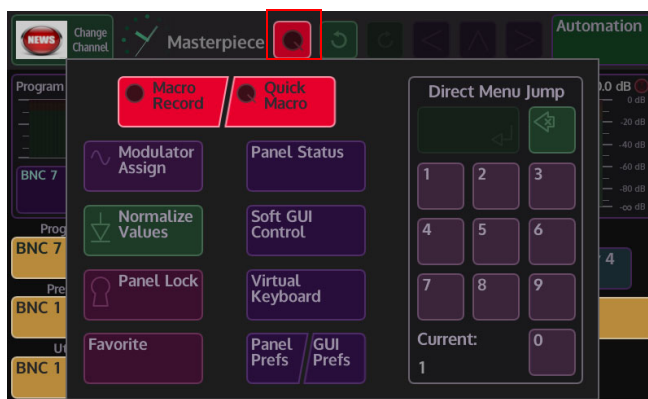 NEWS
Change
Channel
Masterpiece
Automation
Program
.0 dB
0 dB
-20 dB
-40 dB
-60 dB
-80 dB
-∞ dB
BNC 7
Prog
BNC 7
Pre
BNC 1
Ut
BNC 1
4
Macro
Record
Quick
Macro
Modulator
Assign
Panel Status
Normalize
Values
Soft GUI
Control
Panel Lock
Virtual
Keyboard
Favorite
Panel
Prefs
GUI
Prefs
Direct Menu Jump
1 2 3
4 5 6
7 8 9
Current:
1
0